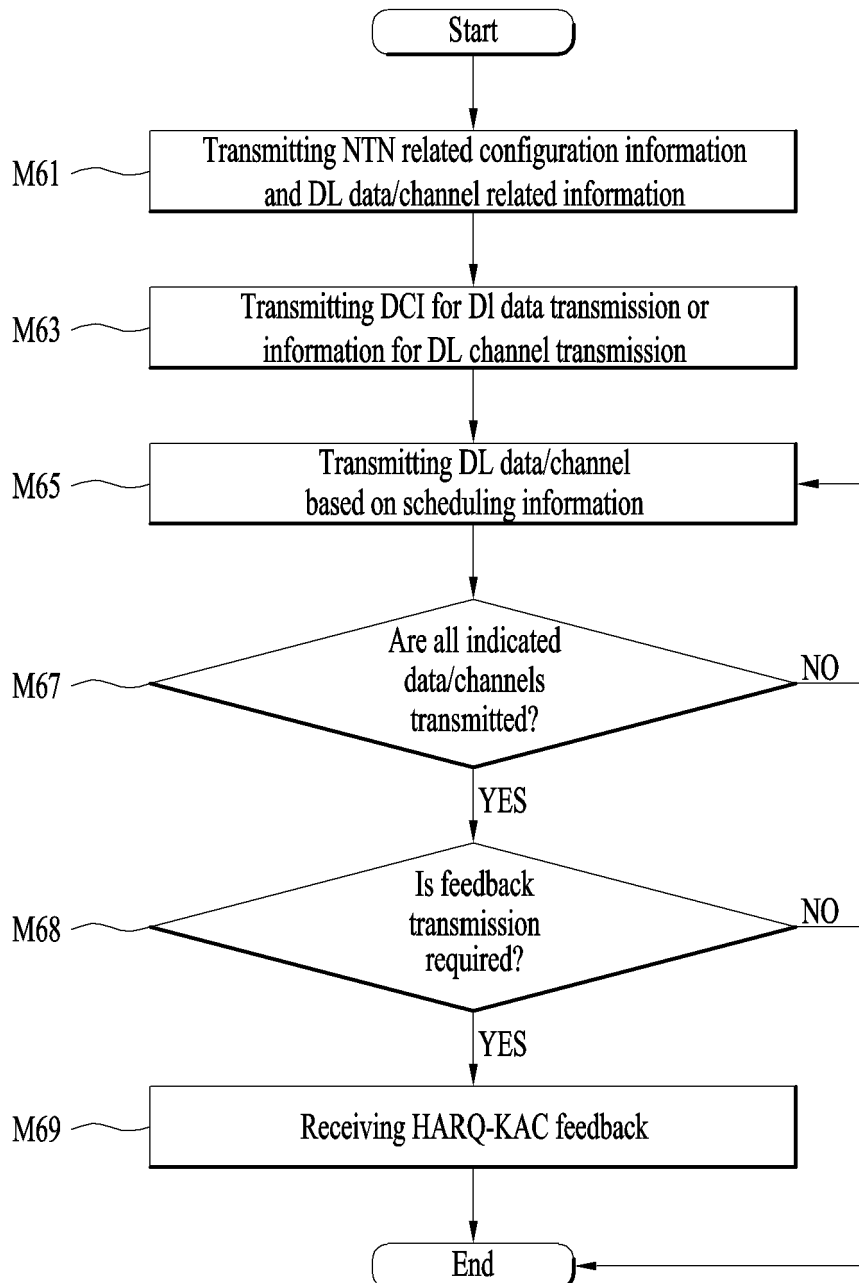 Start
M61
Transmitting NTN related configuration information
and DL data/channel related information
M63
Transmitting DCI for Dl data transmission or
information for DL channel transmission
M65
Transmitting DL data/channel
based on scheduling information
M67
Are all indicated
data/channels
transmitted?
NO
YES
M68
Is feedback
transmission
required?
NO
YES
M69
Receiving HARQ-KAC feedback
End